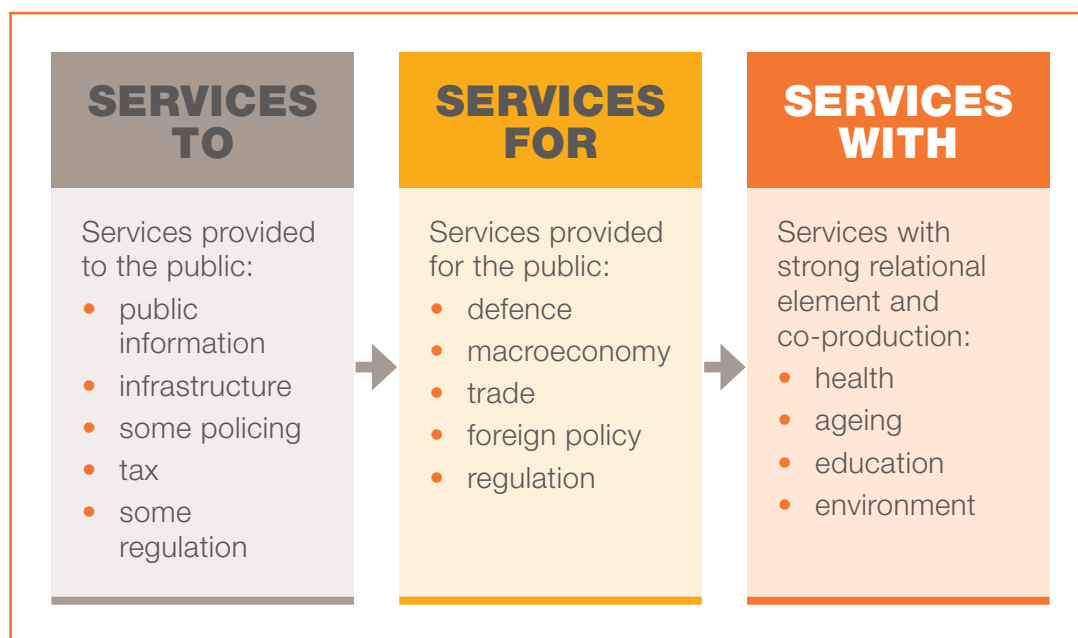 SERVICES
TO
Services provided
to the public:
• public
information
• infrastructure
• some policing
• tax
• some
regulation
SERVICES
FOR
Services provided
for the public:
• defence
• macroeconomy
• trade
• foreign policy
• regulation
SERVICES
WITH
Services with
strong relational
element and
co-production:
• health
• ageing
• education
• environment